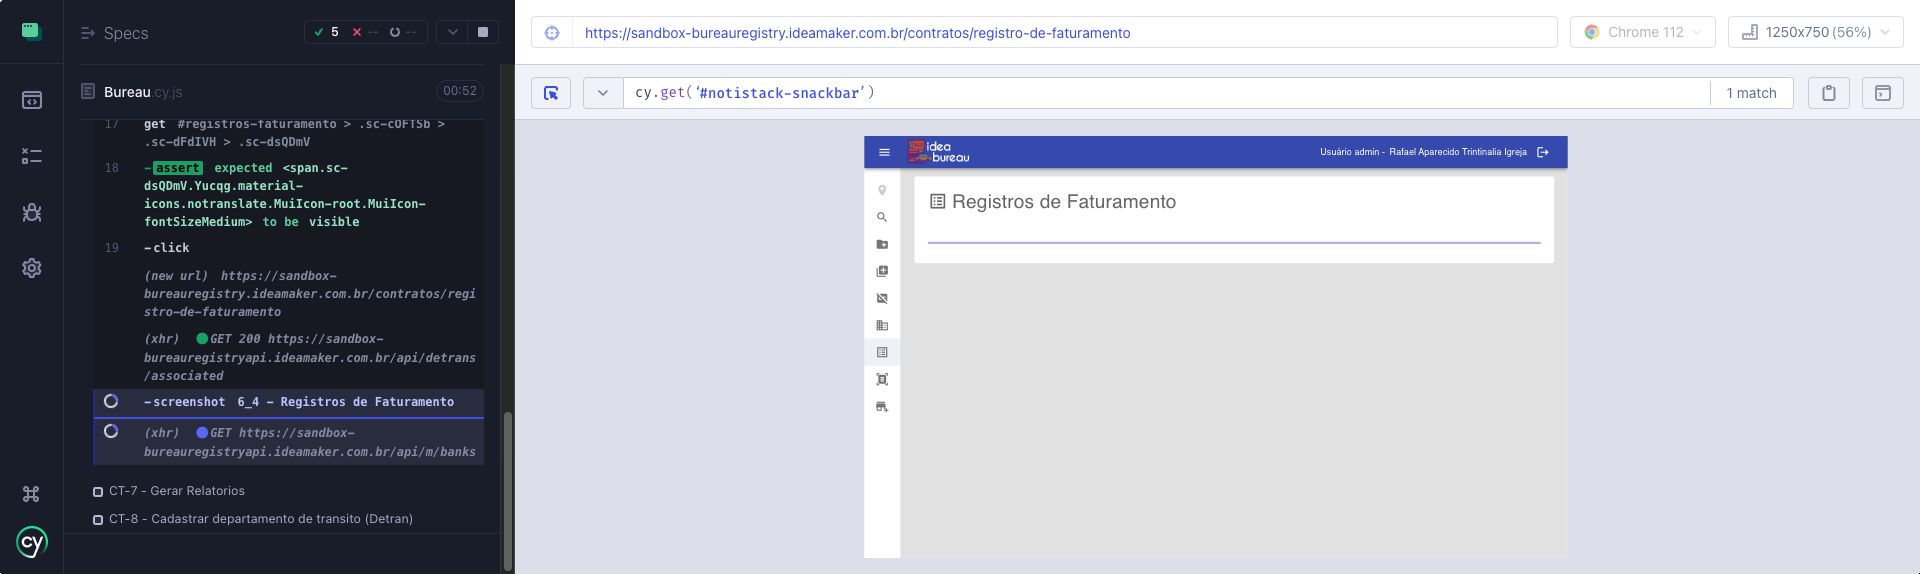 Specs
5 -- --
https://sandbox-bureauregistry.ideamaker.com.br/contratos/registro-de-faturamento
Chrome 112
1250x750 (56%)
Bureau.cy.js
00:52
cy.get('#notistack-snackbar')
1 match
17 get #registros-faturamento > .sc-cOFTSb >
.sc-dFdIVH > .sc-dsQDmV
18 -assert expected <span.sc-
dsQDmV.Yucqg.material-
icons.notranslate.MuiIcon-root.MuiIcon-
fontSizeMedium> to be visible
19 -click
(new url) https://sandbox-
bureauregistry.ideamaker.com.br/contratos/regi
stro-de-faturamento
(xhr) GET 200 https://sandbox-
bureauregistryapi.ideamaker.com.br/api/detrans
/associated
-screenshot 6_4 - Registros de Faturamento
(xhr) GET https://sandbox-
bureauregistryapi.ideamaker.com.br/api/m/banks
CT-7 - Gerar Relatorios
CT-8 - Cadastrar departamento de transito (Detran)
cy
idea
bureau
Usuário admin - Rafael Aparecido Trintinalia Igreja
Registros de Faturamento